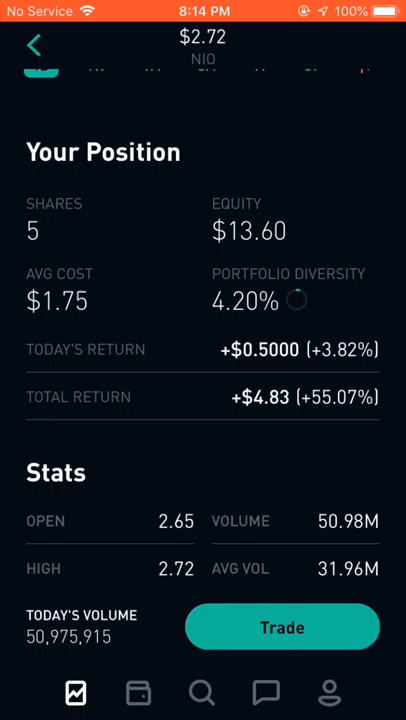 No Service 8:14 PM 100%
$2.72
NIO
Your Position
SHARES EQUITY
5 $13.60
AVG COST PORTFOLIO DIVERSITY
$1.75 4.20%
TODAY'S RETURN +$0.5000 (+3.82%)
TOTAL RETURN +$4.83 (+55.07%)
Stats
OPEN 2.65 VOLUME 50.98M
HIGH 2.72 AVG VOL 31.96M
TODAY'S VOLUME
50,975,915
Trade